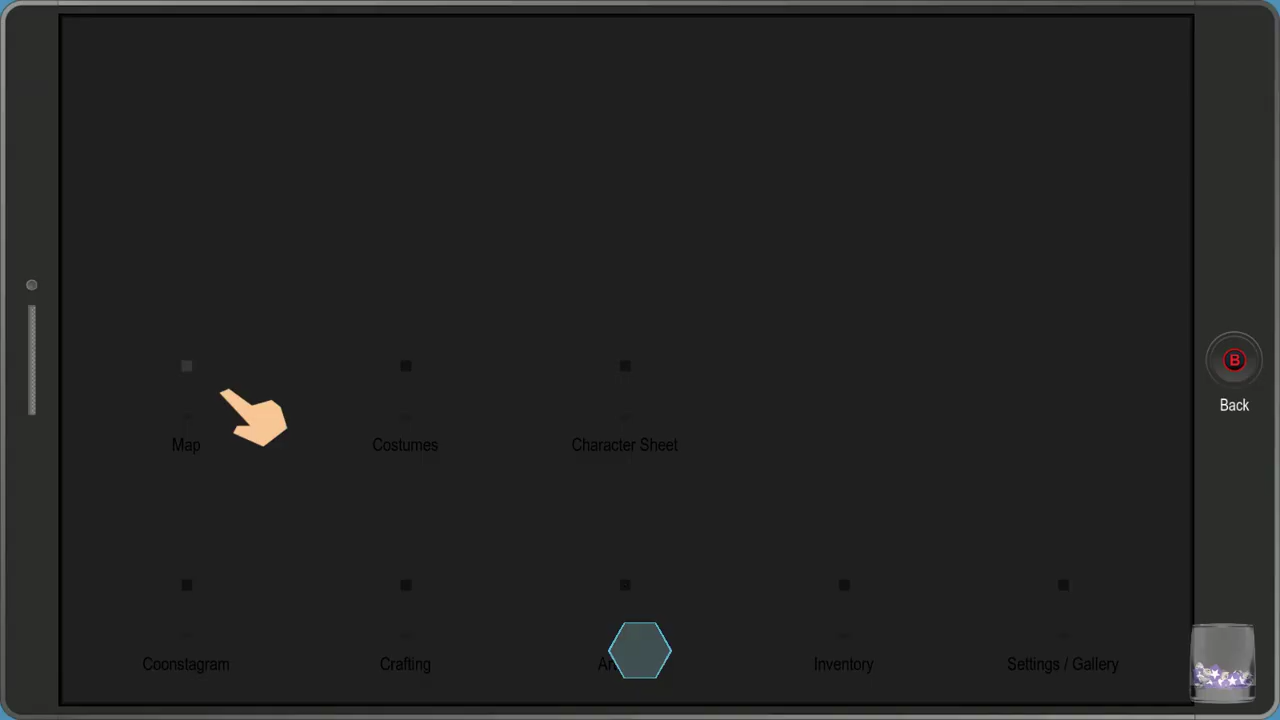 B
Back
Map
Costumes
Character Sheet
Coonstagram
Crafting
Inventory
Settings / Gallery